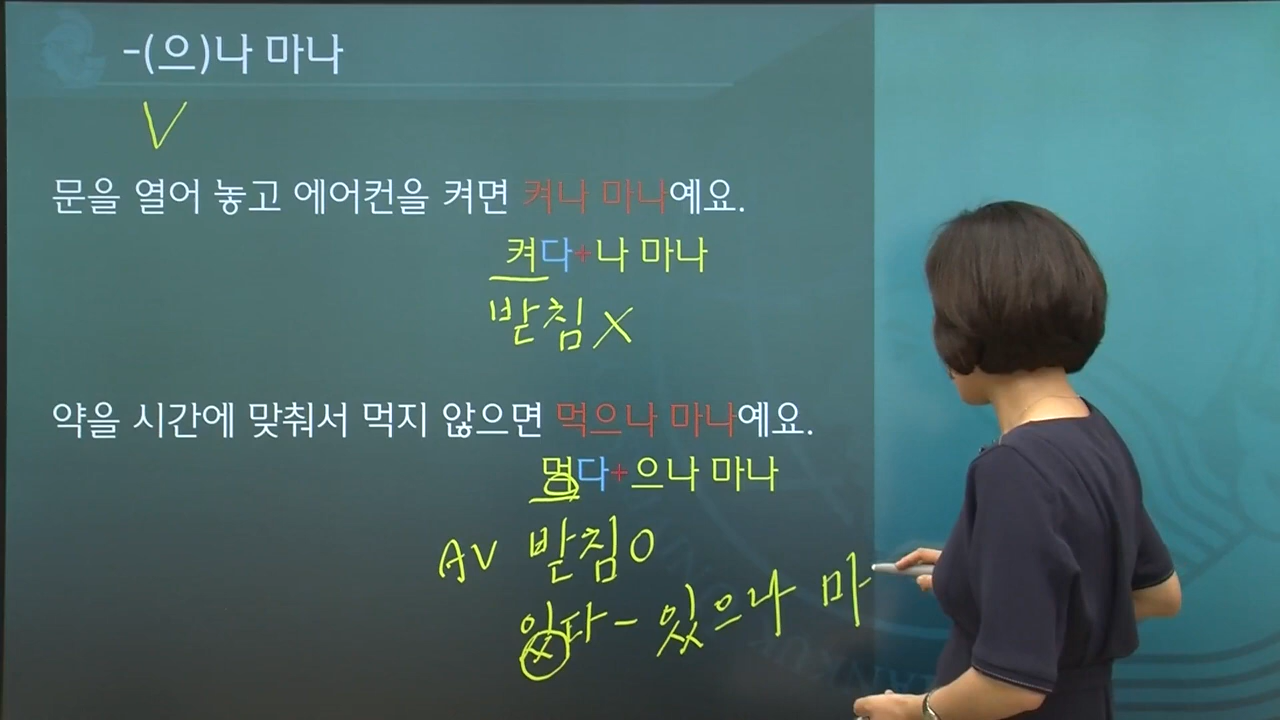 -(으)나 마나
V
문을 열어 놓고 에어컨을 켜면 켜나 마나예요.
켜다+나 마나
받침 X
약을 시간에 맞춰서 먹지 않으면 먹으나 마나예요.
먹다+으나 마나
AV 받침 O
있다 - 있으나 마